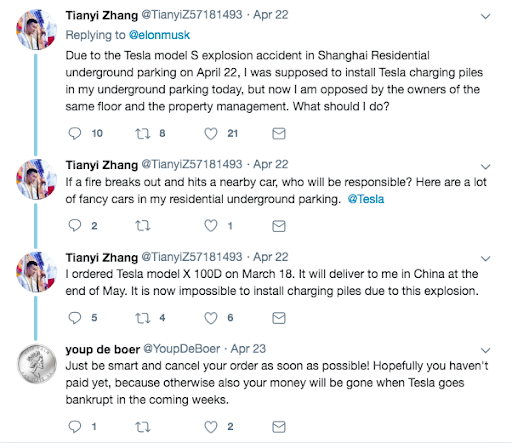 Tianyi Zhang @TianyiZ57181493 · Apr 22
Replying to @elonmusk
Due to the Tesla model S explosion accident in Shanghai Residential
underground parking on April 22, I was supposed to install Tesla charging piles
in my underground parking today, but now I am opposed by the owners of the
same floor and the property management. What should I do?
10 8 21
Tianyi Zhang @TianyiZ57181493 · Apr 22
If a fire breaks out and hits a nearby car, who will be responsible? Here are a lot
of fancy cars in my residential underground parking. @Tesla
2 1
Tianyi Zhang @TianyiZ57181493 · Apr 22
I ordered Tesla model X 100D on March 18. It will deliver to me in China at the
end of May. It is now impossible to install charging piles due to this explosion.
5 4 6
youp de boer @YoupDeBoer · Apr 23
Just be smart and cancel your order as soon as possible! Hopefully you haven't
paid yet, because otherwise also your money will be gone when Tesla goes
bankrupt in the coming weeks.
1 2